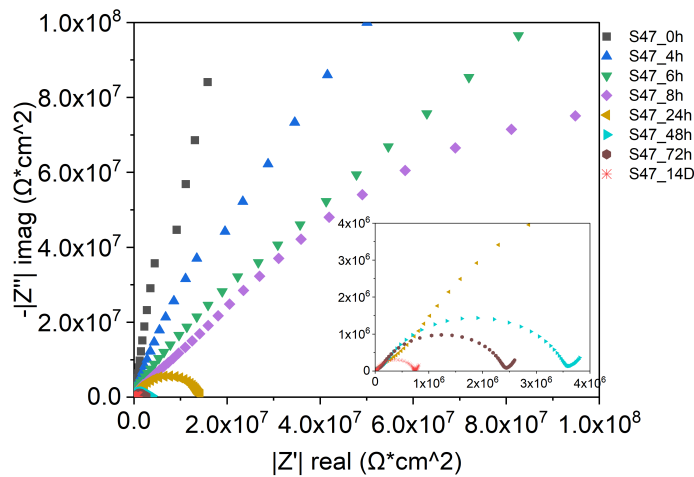 1.0x10^8
8.0x10^7
6.0x10^7
4.0x10^7
2.0x10^7
0.0
-|Z''| imag (Ω*cm^2)
0.0
2.0x10^7
4.0x10^7
6.0x10^7
8.0x10^7
1.0x10^8
|Z'| real (Ω*cm^2)
S47_0h
S47_4h
S47_6h
S47_8h
S47_24h
S47_48h
S47_72h
S47_14D
4x10^6
3x10^6
2x10^6
1x10^6
0
0
1x10^6
2x10^6
3x10^6
4x10^6